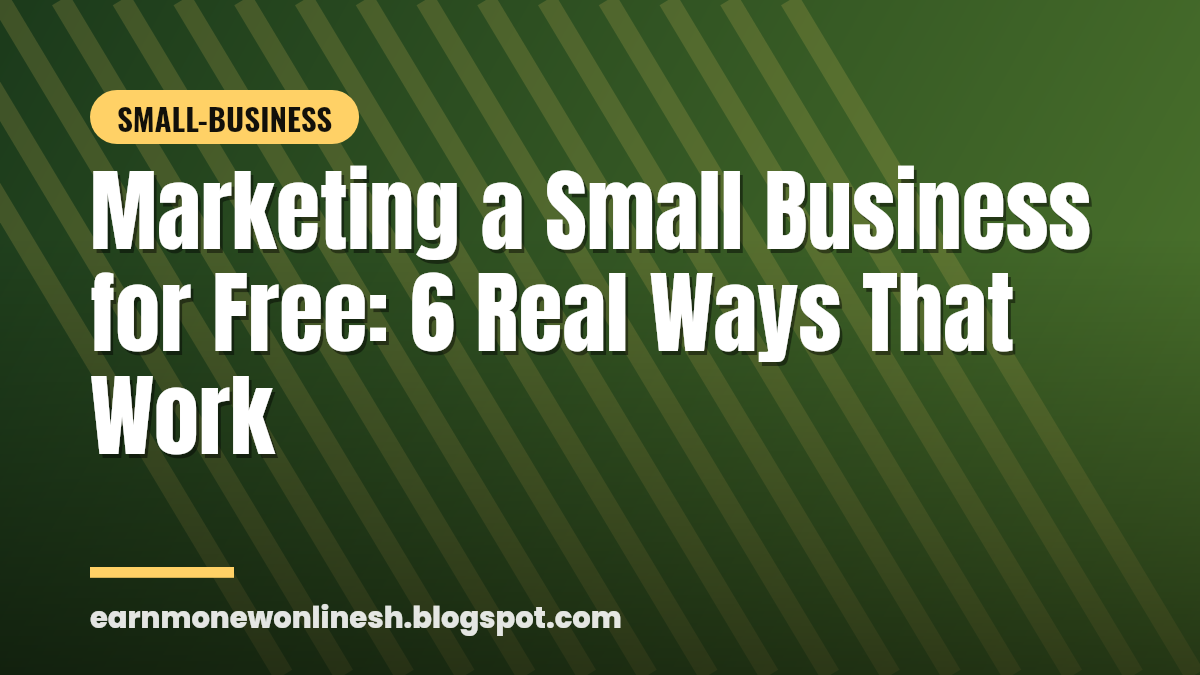 SMALL-BUSINESS
Marketing a Small Business
for Free: 6 Real Ways That
Work
earnmonewonlinesh.blogspot.com